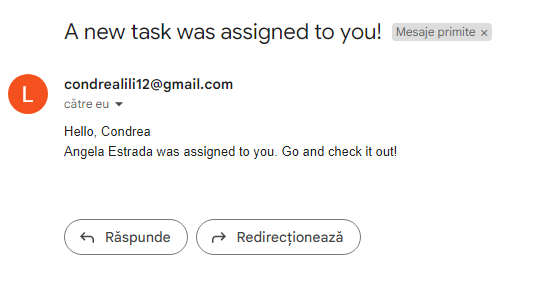 A new task was assigned to you! Mesaje primite ×
L
condrealili12@gmail.com
către eu
Hello, Condrea
Angela Estrada was assigned to you. Go and check it out!
Răspunde Redirecționează